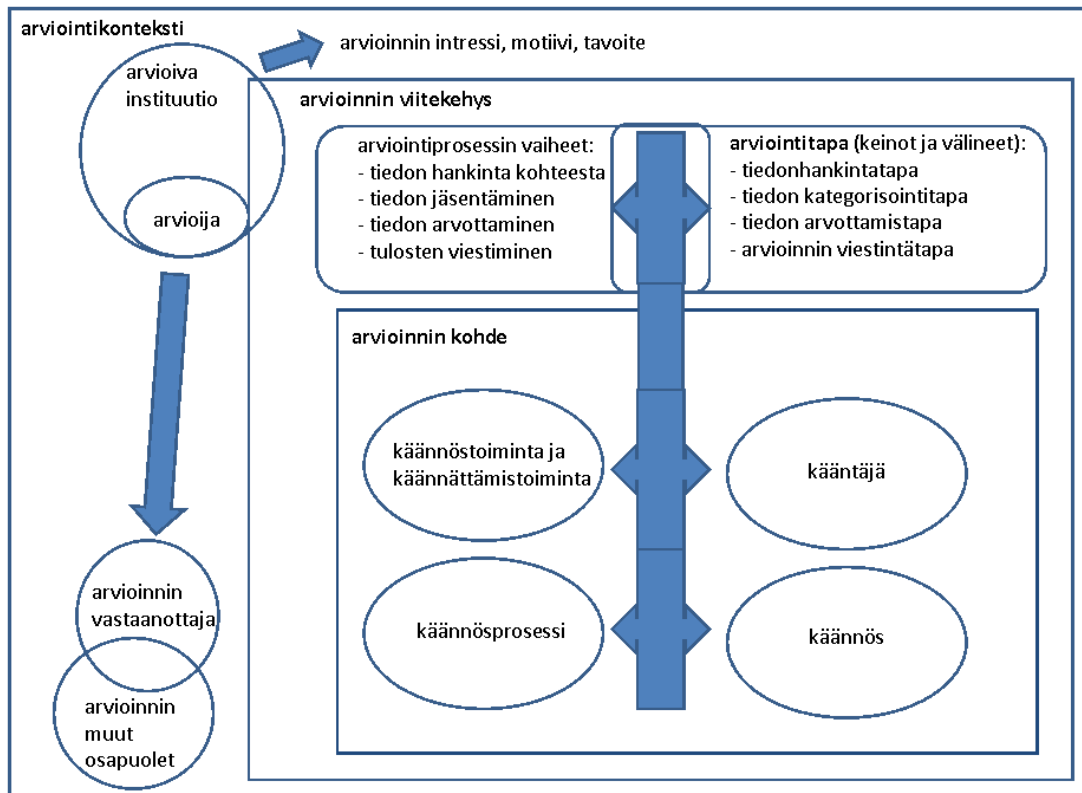 arviointikonteksti
arvioinnin intressi, motiivi, tavoite
arvioiva
instituutio
arvioija
arvioinnin viitekehys
arviointiprosessin vaiheet:
- tiedon hankinta kohteesta
- tiedon jäsentäminen
- tiedon arvottaminen
- tulosten viestiminen
arviointitapa (keinot ja välineet):
- tiedonhankintatapa
- tiedon kategorisointitapa
- tiedon arvottamistapa
- arvioinnin viestintätapa
arvioinnin kohde
käännöstoiminta ja
käännättämistoiminta
kääntäjä
käännösprosessi
käännös
arvioinnin
vastaanottaja
arvioinnin
muut
osapuolet